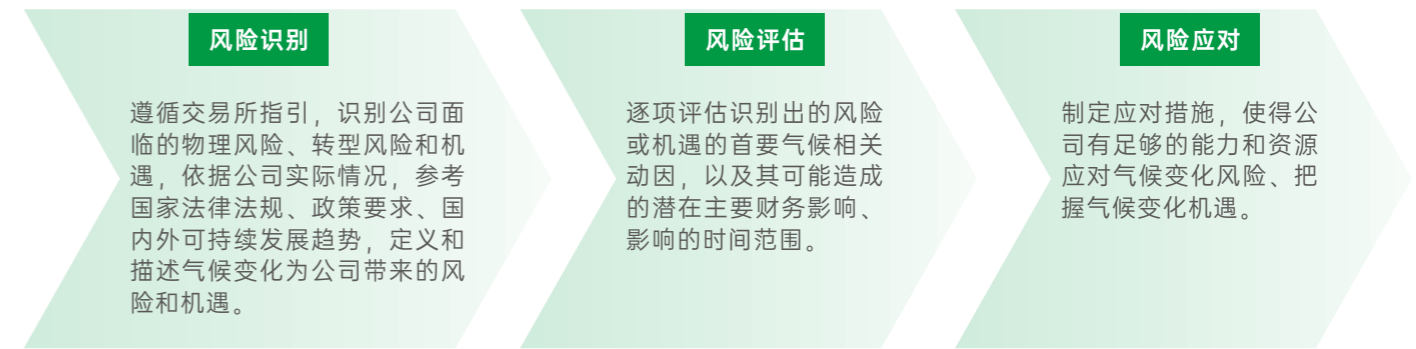 风险识别
遵循交易所指引，识别公司面
临的物理风险、转型风险和机
遇，依据公司实际情况，参考
国家法律法规、政策要求、国
内外可持续发展趋势，定义和
描述气候变化为公司带来的风
险和机遇。
风险评估
逐项评估识别出的风险
或机遇的首要气候相关
动因，以及其可能造成
的潜在主要财务影响、
影响的时间范围。
风险应对
制定应对措施，使得公
司有足够的能力和资源
应对气候变化风险、把
握气候变化机遇。